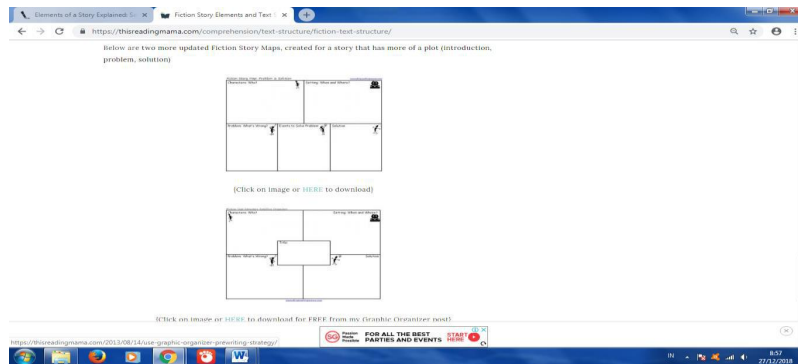 Elements of a Story Explained: S
Fiction Story Elements and Text S
https://thisreadingmama.com/comprehension/text-structure/fiction-text-structure/
Below are two more updated Fiction Story Maps, created for a story that has more of a plot (introduction,
problem, solution)
Characters: Who?
Setting: When and Where?
Problem: What's Wrong?
Events to Solve Problem
Solution
{Click on image or HERE to download}
Characters: Who?
Setting: When and Where?
Title:
Problem: What's Wrong?
Solution
{Click on image or HERE to download for FREE from my Graphic Organizer post}
https://thisreadingmama.com/2013/08/14/use-graphic-organizer-prewriting-strategy/
SG
Passion Made Possible
FOR ALL THE BEST
PARTIES AND EVENTS
START HERE
IN
8:57
27/12/2018